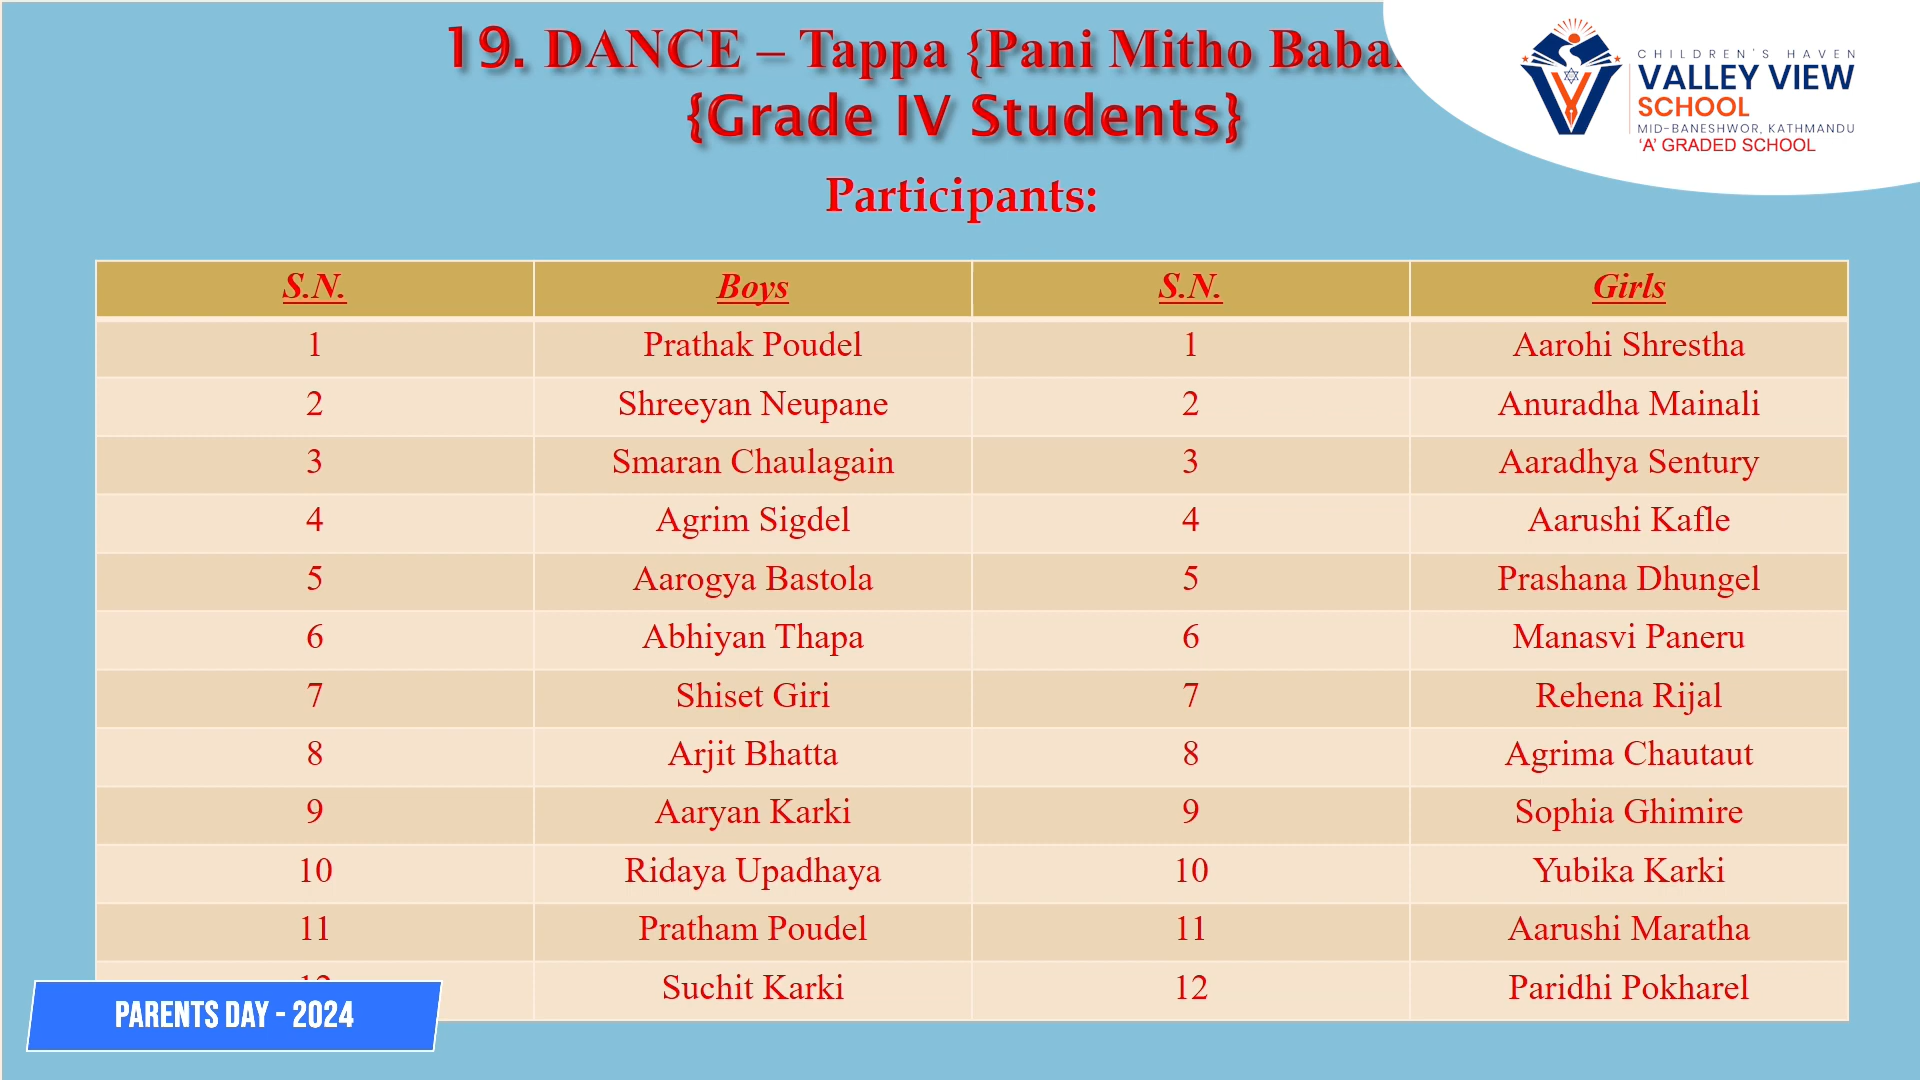 19. DANCE – Tappa {Pani Mitho
{Grade IV Students}
CHILDREN'S HAVEN
VALLEY VIEW
SCHOOL
MID-BANESHWOR, KATHMANDU
'A' GRADED SCHOOL
Participants:
S.N. Boys S.N. Girls
1 Prathak Poudel 1 Aarohi Shrestha
2 Shreeyan Neupane 2 Anuradha Mainali
3 Smaran Chaulagain 3 Aaradhya Sentury
4 Agrim Sigdel 4 Aarushi Kafle
5 Aarogya Bastola 5 Prashana Dhungel
6 Abhiyan Thapa 6 Manasvi Paneru
7 Shiset Giri 7 Rehena Rijal
8 Arjit Bhatta 8 Agrima Chautaut
9 Aaryan Karki 9 Sophia Ghimire
10 Ridaya Upadhaya 10 Yubika Karki
11 Pratham Poudel 11 Aarushi Maratha
12 Suchit Karki 12 Paridhi Pokharel
PARENTS DAY - 2024